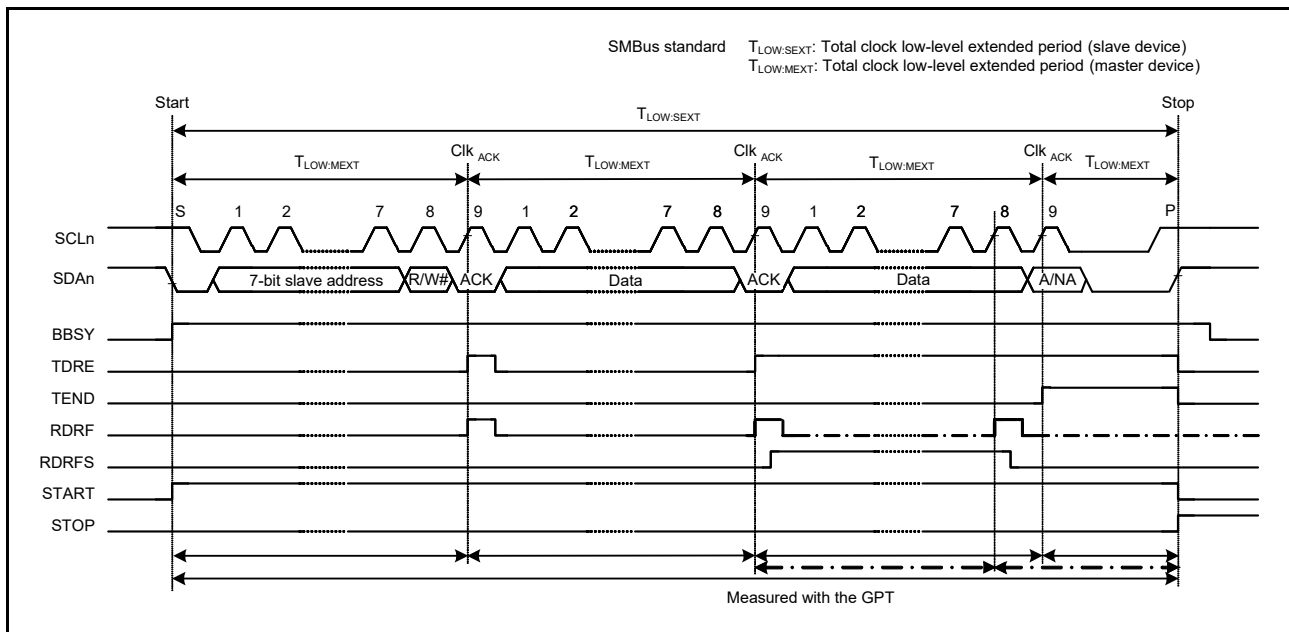 SMBus standard T_LOW:SEXT: Total clock low-level extended period (slave device)
T_LOW:MEXT: Total clock low-level extended period (master device)
Start Stop
T_LOW:SEXT
Clk ACK Clk ACK Clk ACK
T_LOW:MEXT T_LOW:MEXT T_LOW:MEXT T_LOW:MEXT
S 1 2 7 8 9 1 2 7 8 9 1 2 7 8 9 P
SCLn
SDAn 7-bit slave address R/W# ACK Data ACK Data A/NA
BBSY
TDRE
TEND
RDRF
RDRFS
START
STOP
Measured with the GPT